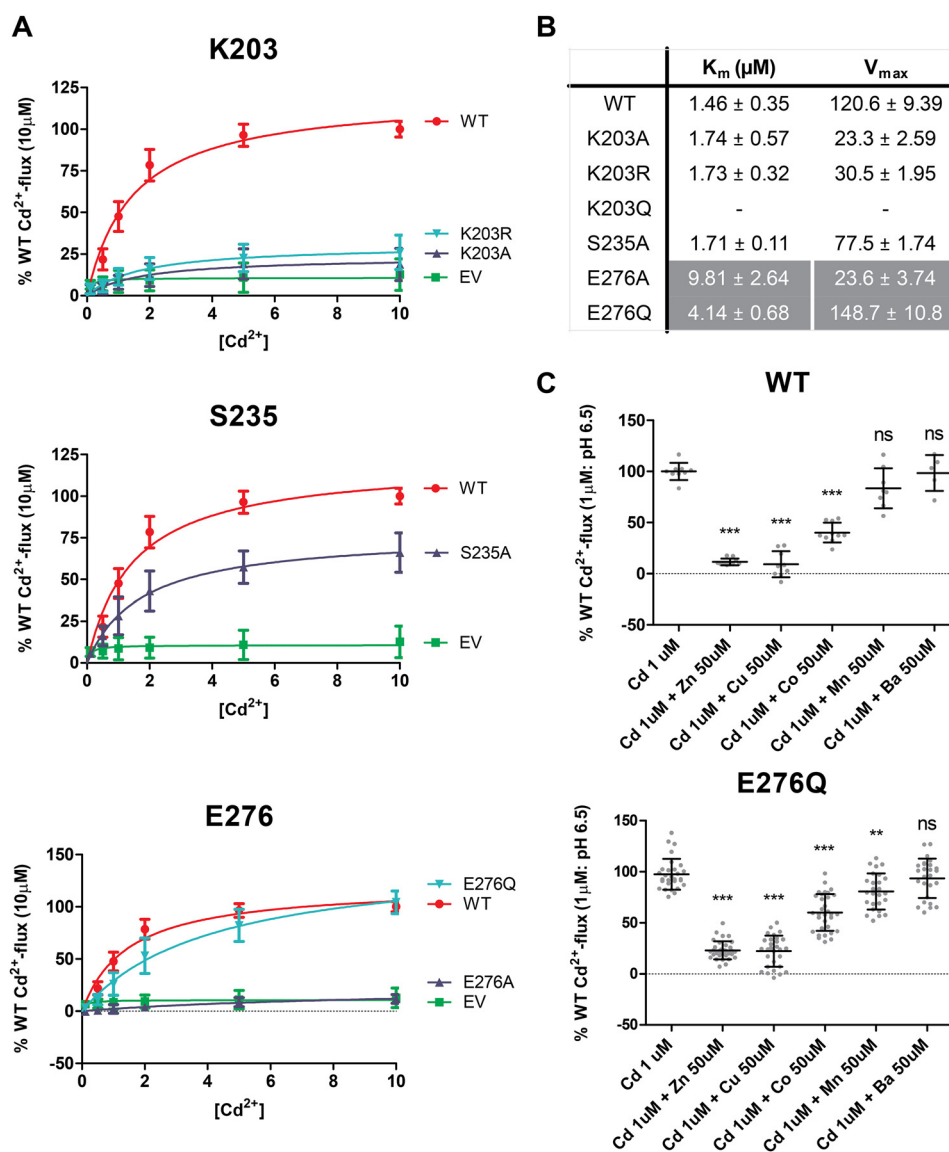 A
K203
% WT Cd²⁺-flux (10µM)
125
100
75
50
25
0
0 2 4 6 8 10
[Cd²⁺]
WT
K203R
K203A
EV
S235
% WT Cd²⁺-flux (10µM)
125
100
75
50
25
0
0 2 4 6 8 10
[Cd²⁺]
WT
S235A
EV
E276
% WT Cd²⁺-flux (10µM)
150
100
50
0
-50
0 2 4 6 8 10
[Cd²⁺]
E276Q
WT
E276A
EV
B
Kₘ (µM) Vₘₐₓ
WT 1.46 ± 0.35 120.6 ± 9.39
K203A 1.74 ± 0.57 23.3 ± 2.59
K203R 1.73 ± 0.32 30.5 ± 1.95
K203Q - -
S235A 1.71 ± 0.11 77.5 ± 1.74
E276A 9.81 ± 2.64 23.6 ± 3.74
E276Q 4.14 ± 0.68 148.7 ± 10.8
C
WT
% WT Cd²⁺-flux (1µM: pH 6.5)
150
100
50
0
-50
*** *** *** ns ns
Cd 1 uM
Cd 1uM + Zn 50uM
Cd 1uM + Cu 50uM
Cd 1uM + Co 50uM
Cd 1uM + Mn 50uM
Cd 1uM + Ba 50uM
E276Q
% WT Cd²⁺-flux (1µM: pH 6.5)
150
100
50
0
-50
*** *** *** ** ns
Cd 1 uM
Cd 1uM + Zn 50uM
Cd 1uM + Cu 50uM
Cd 1uM + Co 50uM
Cd 1uM + Mn 50uM
Cd 1uM + Ba 50uM